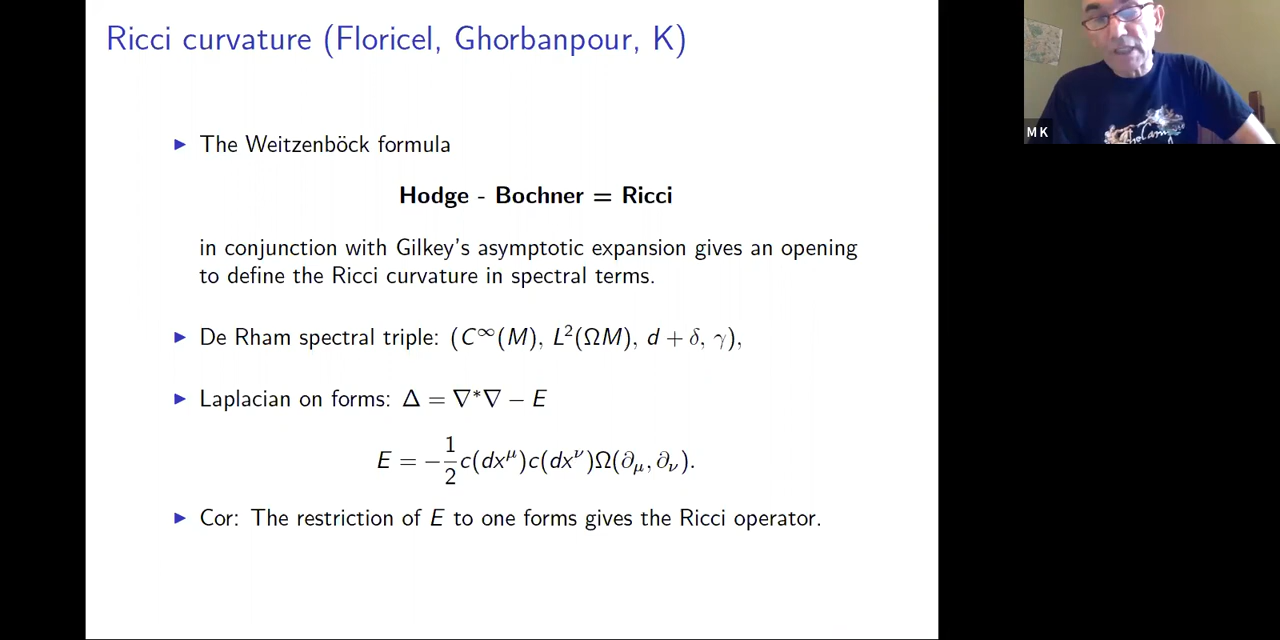 Ricci curvature (Floricel, Ghorbanpour, K)
▶ The Weitzenböck formula
Hodge - Bochner = Ricci
in conjunction with Gilkey's asymptotic expansion gives an opening
to define the Ricci curvature in spectral terms.
▶ De Rham spectral triple: (C^∞(M), L²(ΩM), d + δ, γ),
▶ Laplacian on forms: Δ = ∇*∇ − E
E = −½c(dx^μ)c(dx^ν)Ω(∂_μ, ∂_ν).
▶ Cor: The restriction of E to one forms gives the Ricci operator.
M K